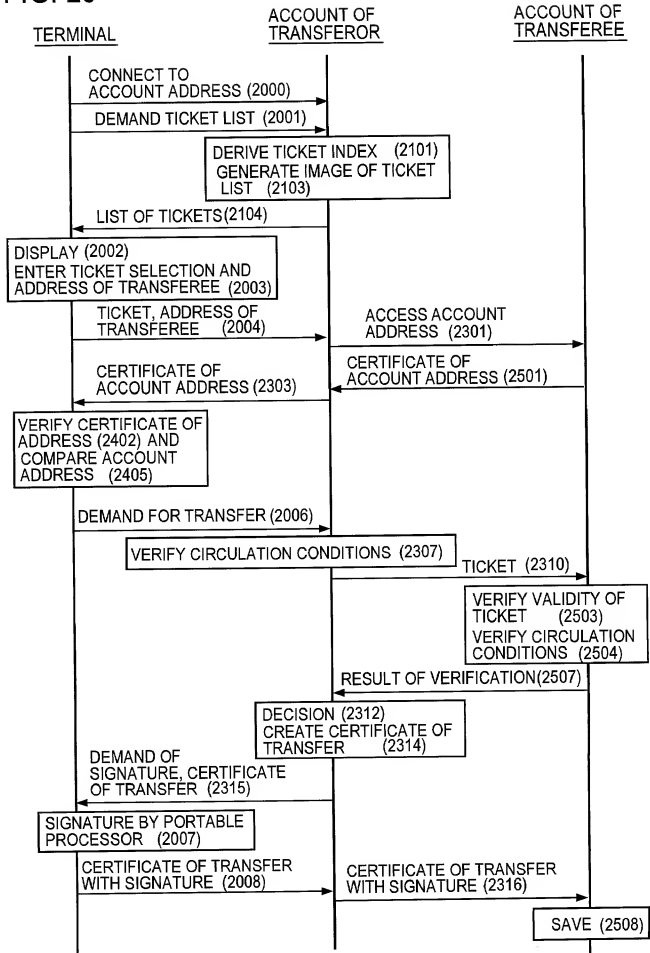 TERMINAL
ACCOUNT OF
TRANSFEROR
ACCOUNT OF
TRANSFEREE
CONNECT TO
ACCOUNT ADDRESS (2000)
DEMAND TICKET LIST (2001)
DERIVE TICKET INDEX (2101)
GENERATE IMAGE OF TICKET
LIST (2103)
LIST OF TICKETS(2104)
DISPLAY (2002)
ENTER TICKET SELECTION AND
ADDRESS OF TRANSFEREE (2003)
TICKET, ADDRESS OF
TRANSFEREE (2004)
ACCESS ACCOUNT
ADDRESS (2301)
CERTIFICATE OF
ACCOUNT ADDRESS (2501)
CERTIFICATE OF
ACCOUNT ADDRESS (2303)
VERIFY CERTIFICATE OF
ADDRESS (2402) AND
COMPARE ACCOUNT
ADDRESS (2405)
DEMAND FOR TRANSFER (2006)
VERIFY CIRCULATION CONDITIONS (2307)
TICKET (2310)
VERIFY VALIDITY OF
TICKET (2503)
VERIFY CIRCULATION
CONDITIONS (2504)
RESULT OF VERIFICATION(2507)
DECISION (2312)
CREATE CERTIFICATE OF
TRANSFER (2314)
DEMAND OF
SIGNATURE, CERTIFICATE
OF TRANSFER (2315)
SIGNATURE BY PORTABLE
PROCESSOR (2007)
CERTIFICATE OF TRANSFER
WITH SIGNATURE (2008)
CERTIFICATE OF TRANSFER
WITH SIGNATURE (2316)
SAVE (2508)